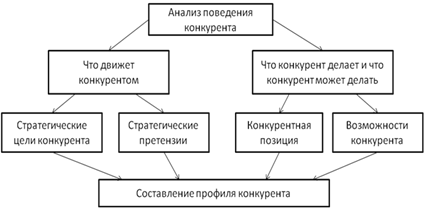 Анализ поведения
конкурента
Что движет
конкурентом
Что конкурент делает и что
конкурент может делать
Стратегические
цели конкурента
Стратегические
претензии
Конкурентная
позиция
Возможности
конкурента
Составление профиля конкурента